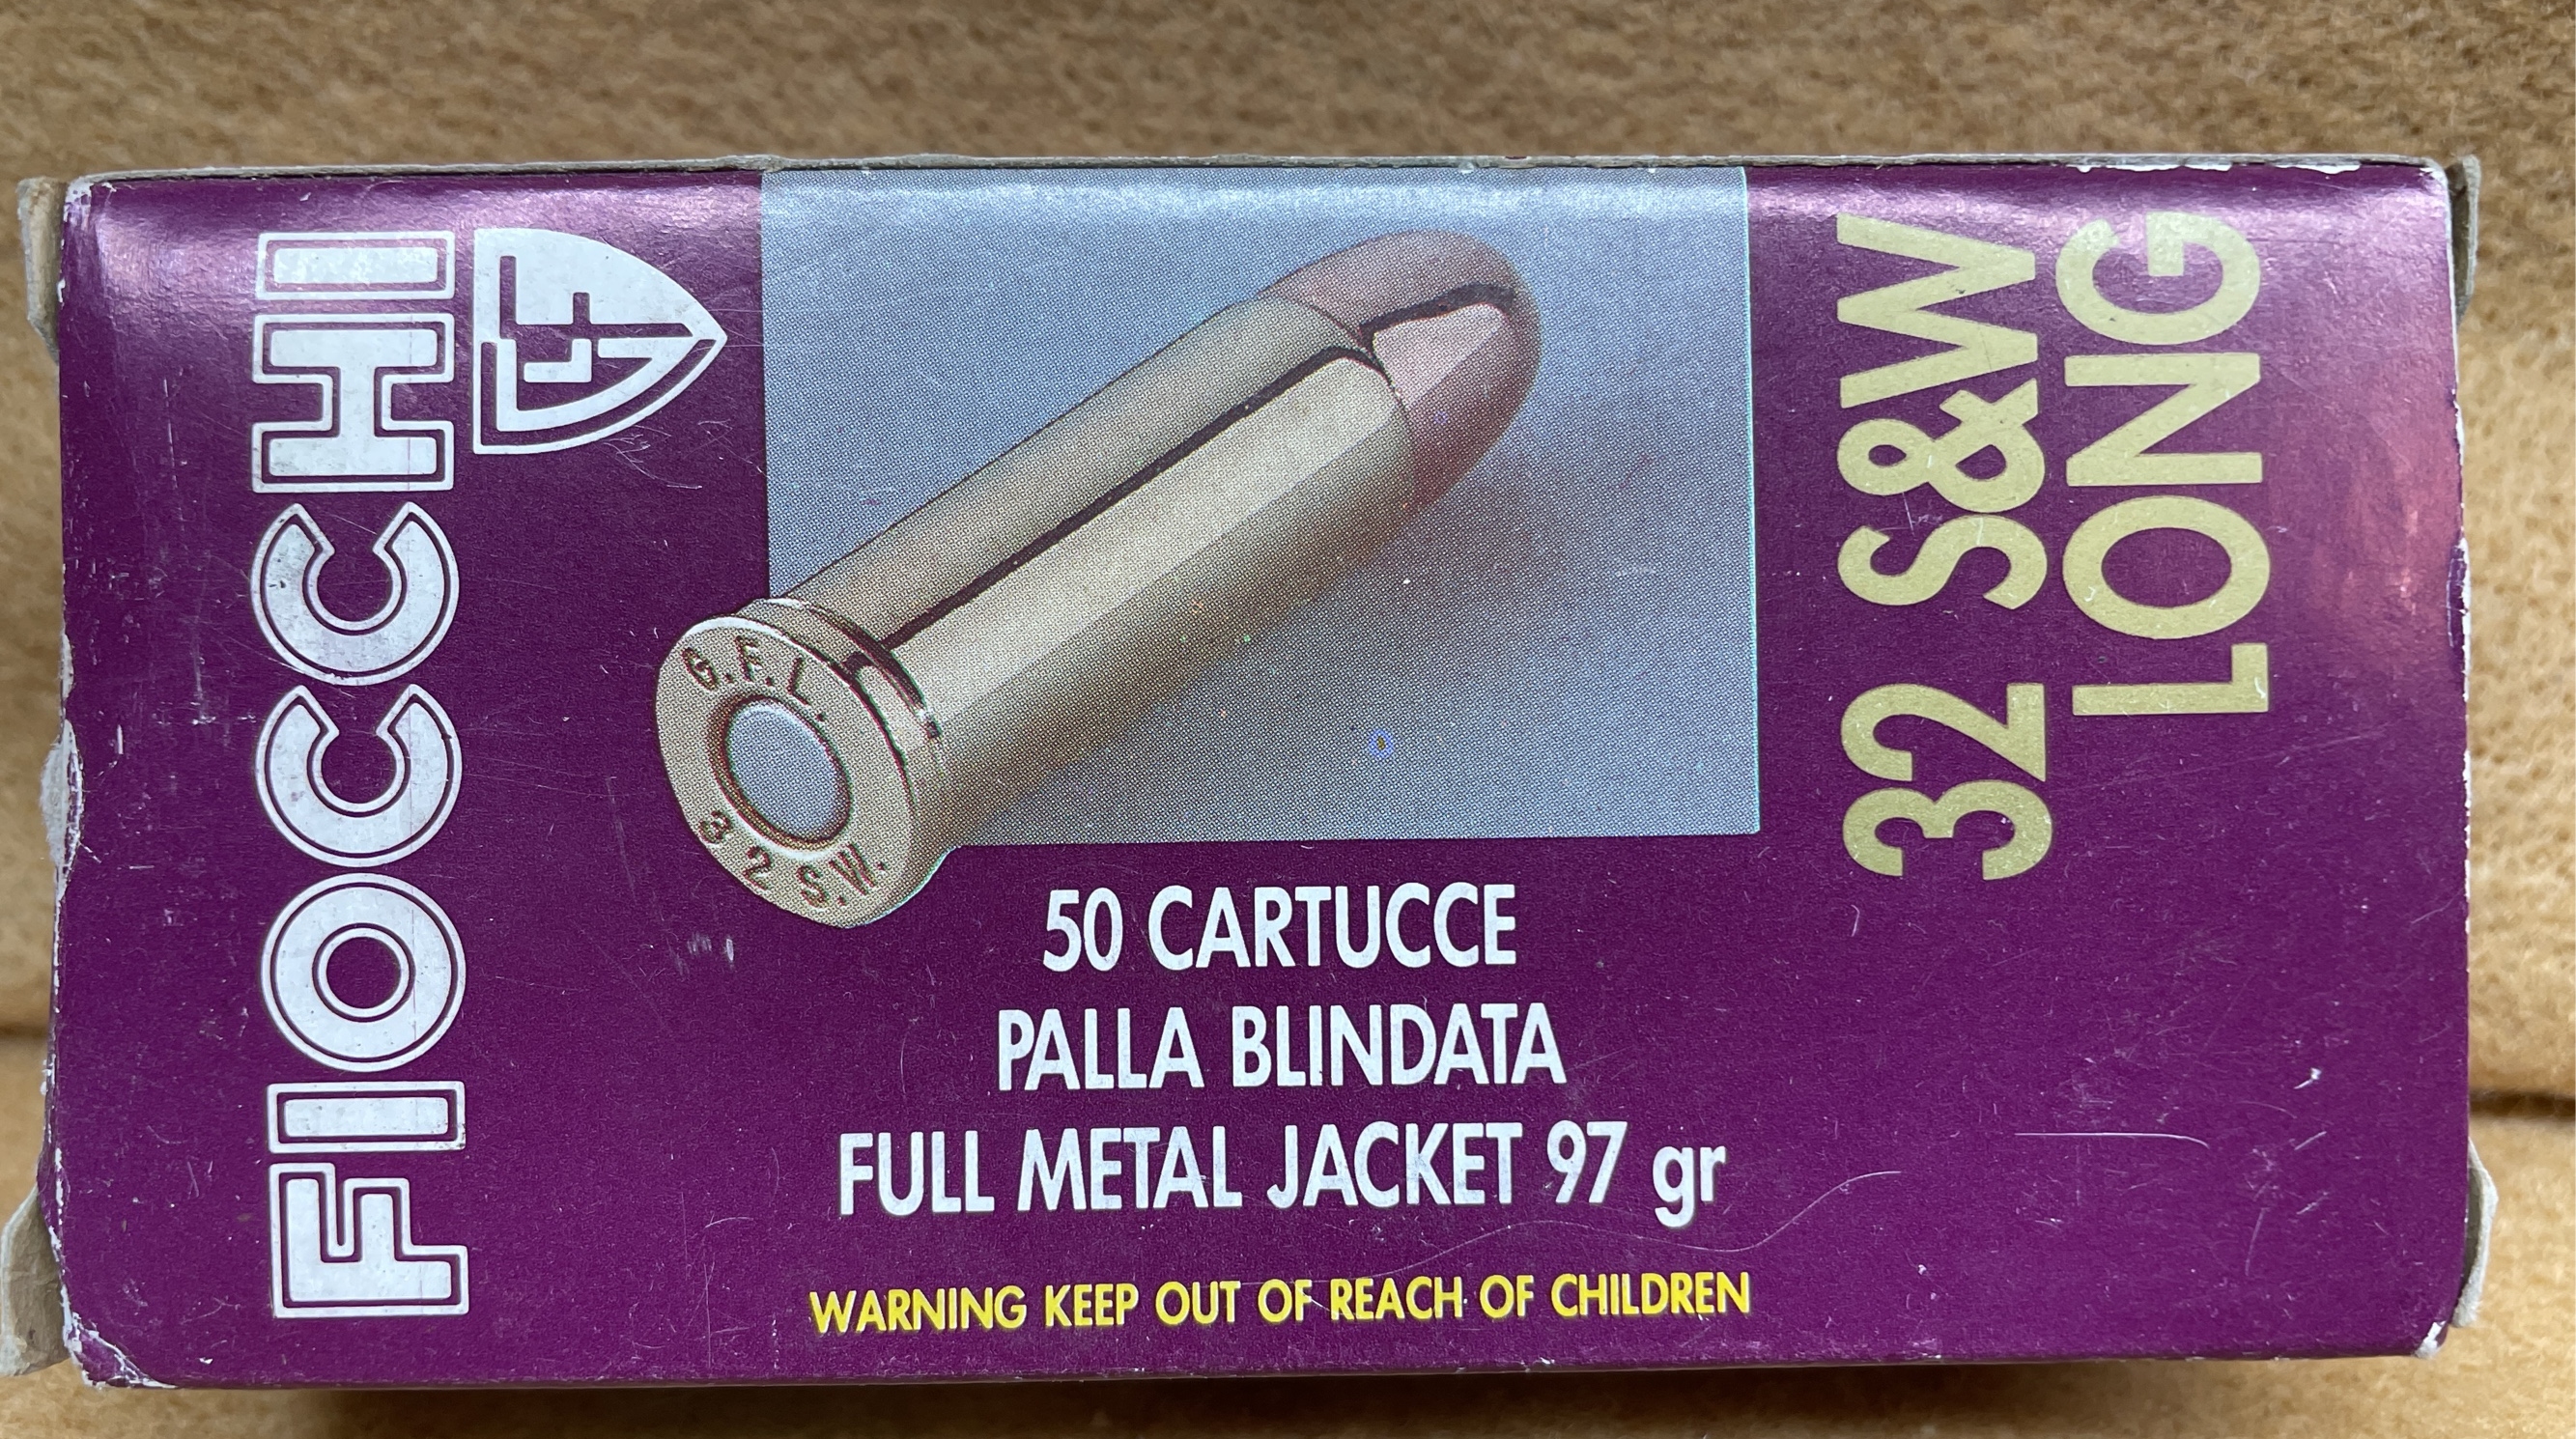 FIOCCHI
GFL
G.F.L.
32 S.W.
32 S&W
LONG
50 CARTUCCE
PALLA BLINDATA
FULL METAL JACKET 97 gr
WARNING KEEP OUT OF REACH OF CHILDREN